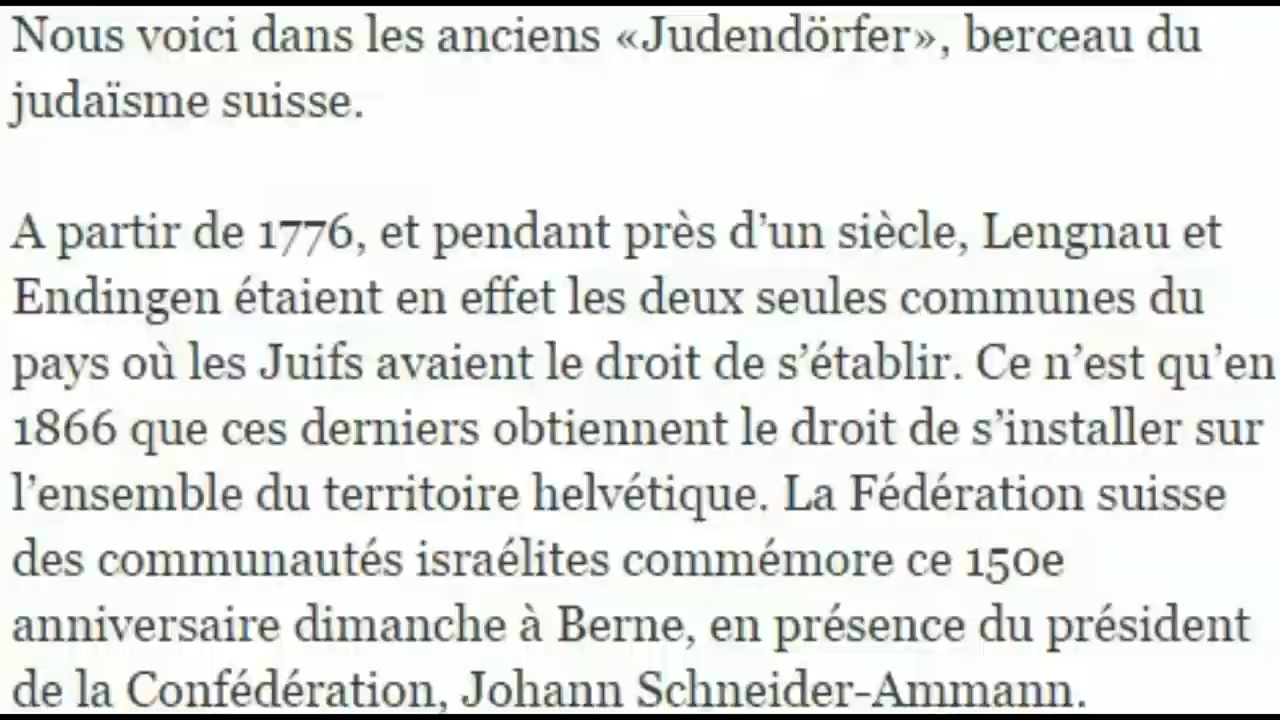 Nous voici dans les anciens «Judendörfer», berceau du
judaïsme suisse.
A partir de 1776, et pendant près d’un siècle, Lengnau et
Endingen étaient en effet les deux seules communes du
pays où les Juifs avaient le droit de s’établir. Ce n’est qu’en
1866 que ces derniers obtiennent le droit de s’installer sur
l’ensemble du territoire helvétique. La Fédération suisse
des communautés israélites commémore ce 150e
anniversaire dimanche à Berne, en présence du président
de la Confédération, Johann Schneider-Ammann.